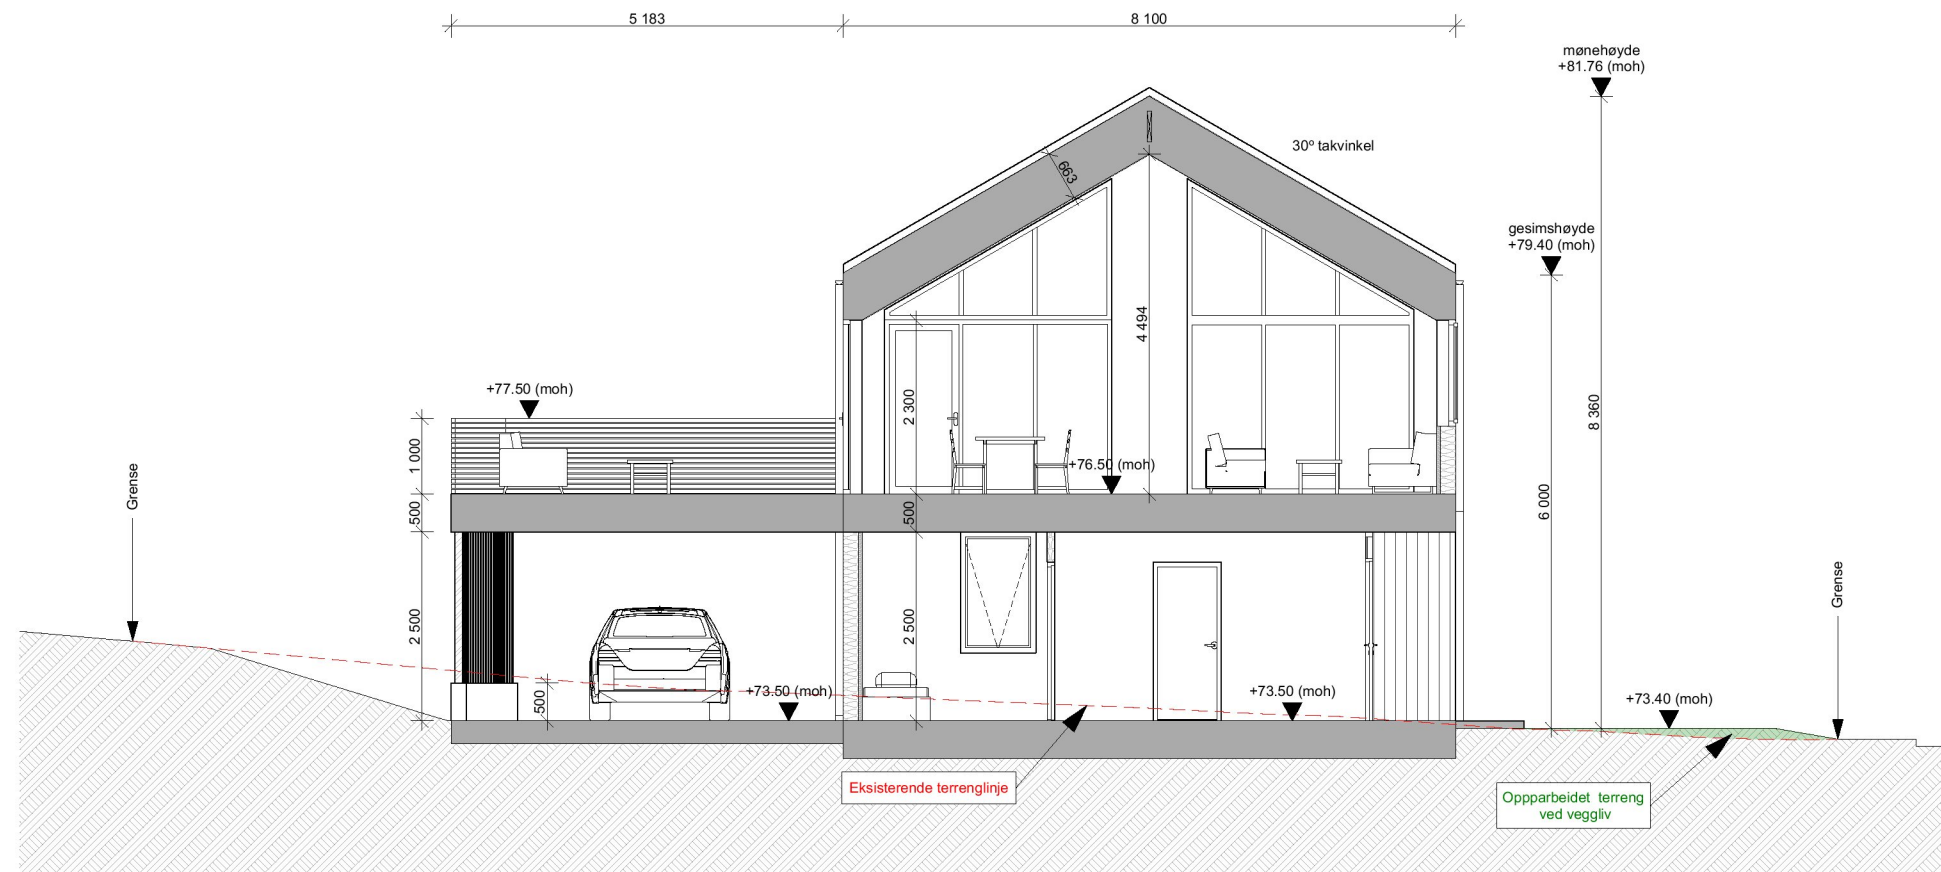 5 183
8 100
mønehøyde
+81.76 (moh)
30º takvinkel
663
gesimshøyde
+79.40 (moh)
4 494
+77.50 (moh)
2 300
8 360
1 000
+76.50 (moh)
Grense
500
500
6 000
Grense
2 500
2 500
500
+73.50 (moh)
+73.50 (moh)
+73.40 (moh)
Eksisterende terrenglinje
Oppparbeidet terreng
ved veggliv